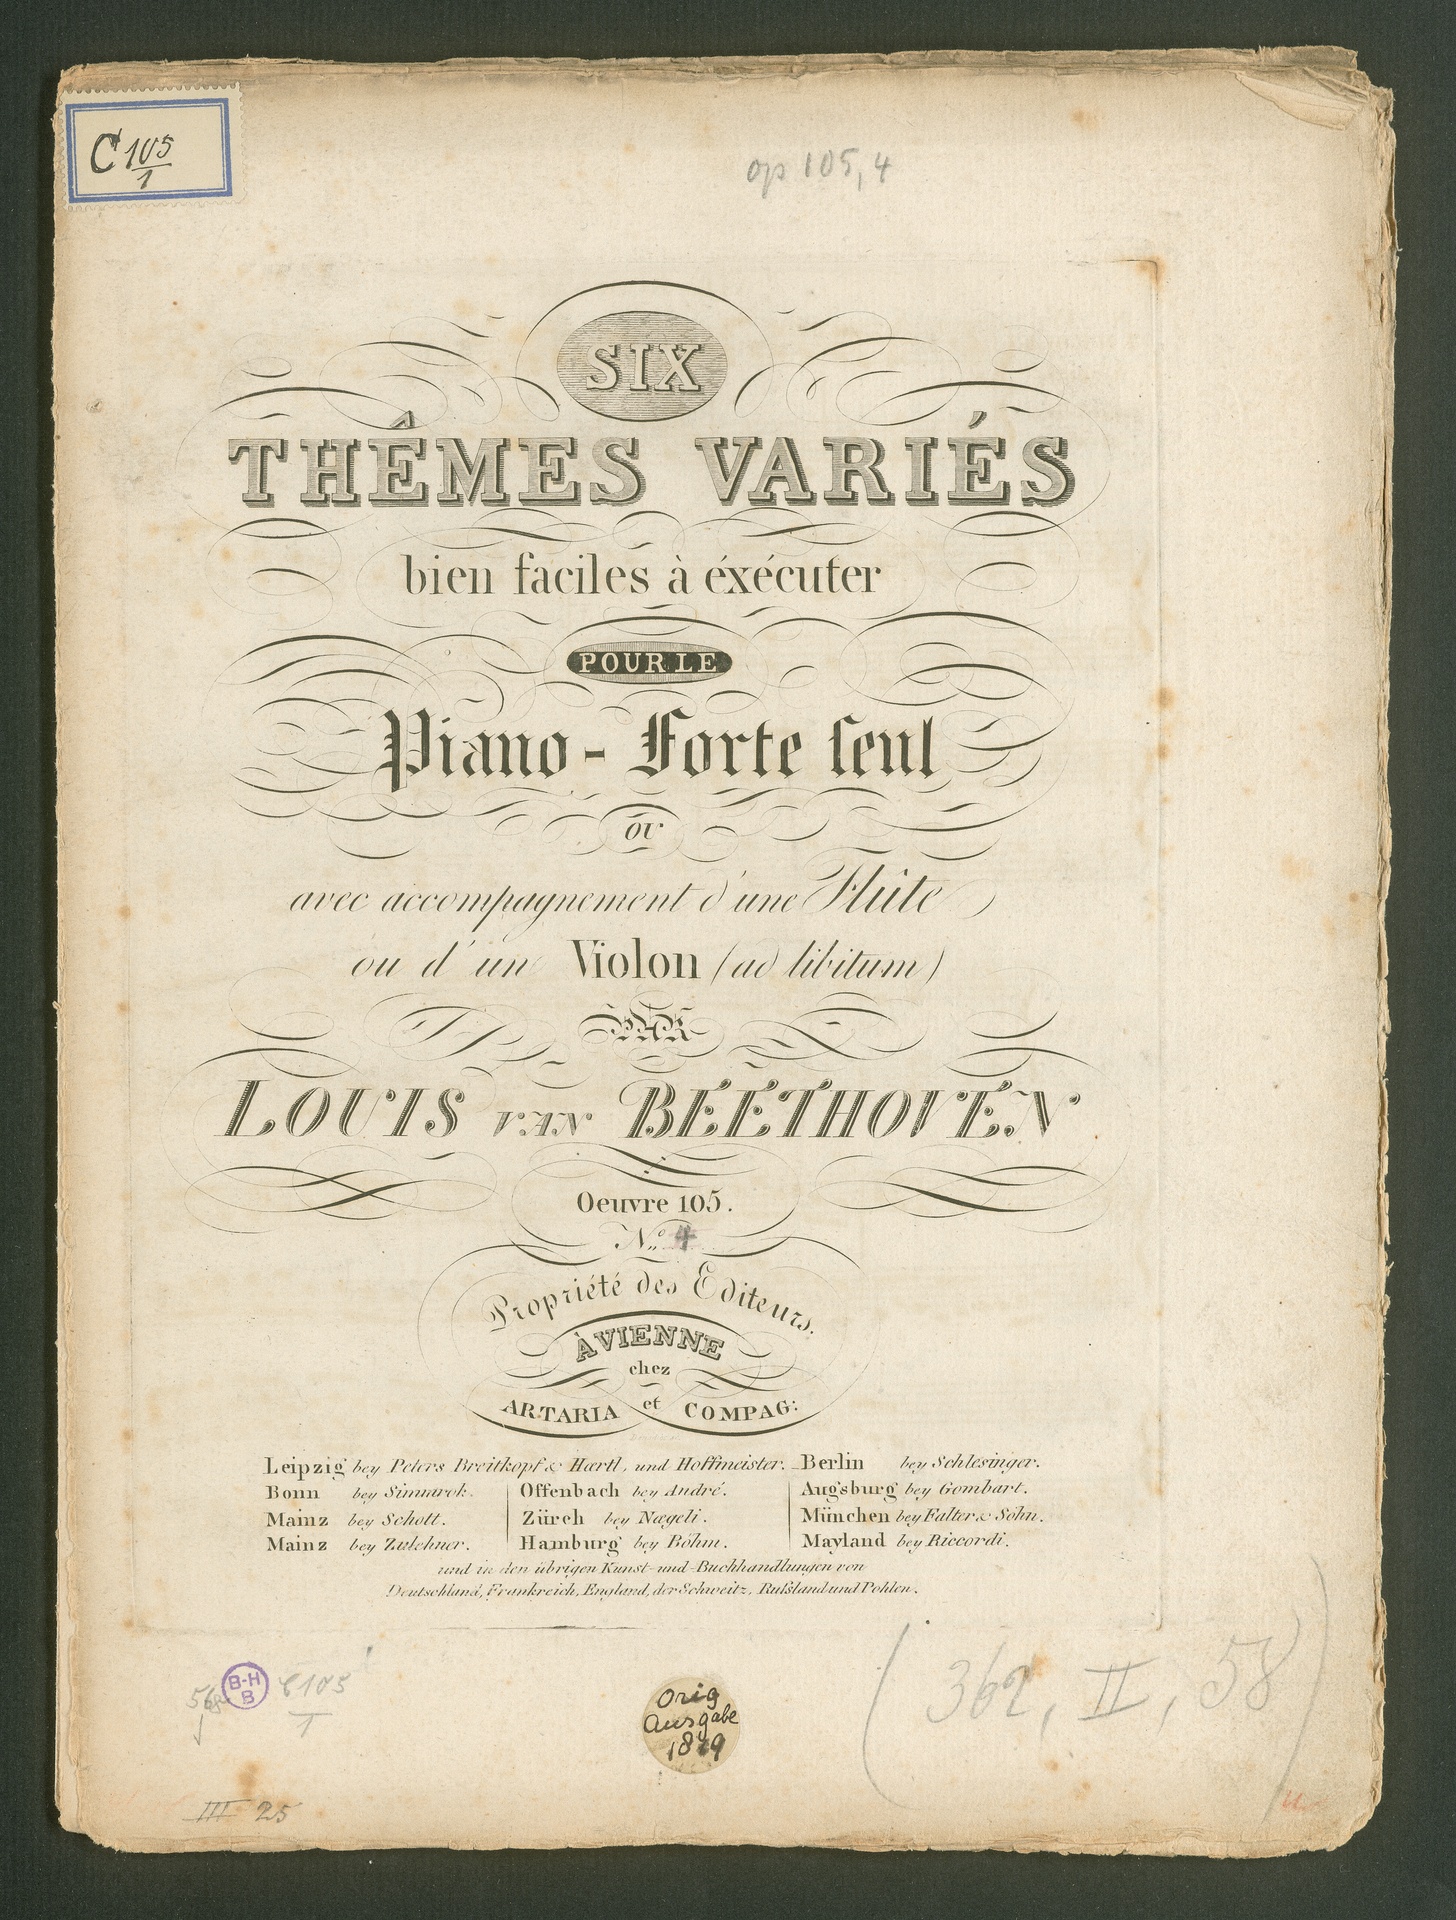 C 105/1
op 105,4
SIX
THÊMES VARIÉS
bien faciles à éxécuter
POUR LE
Piano - Forte seul
ou
avec accompagnement d'une Flûte
ou d'un Violon (ad libitum)
PAR
LOUIS VAN BEETHOVEN
Oeuvre 105.
No 4
Propriété des Editeurs.
À VIENNE
chez
ARTARIA et COMPAG:
Leipzig bey Peters Breitkopf & Hærtl, und Hoffmeister. Berlin bey Schlesinger.
Bonn bey Simmrok. Offenbach bey André. Augsburg bey Gombart.
Mainz bey Schott. Zürch bey Nægeli. München bey Falter & Sohn.
Mainz bey Zulehner. Hamburg bey Böhm. Mayland bey Riccordi.
und in den übrigen Kunst-und-Buchhandlungen von
Deutschland, Frankreich, England, der Schweitz, Rußland und Pohlen.
B-H
B
C 105/1
Orig
Ausgabe
1819
(362, II, 58)
III 25